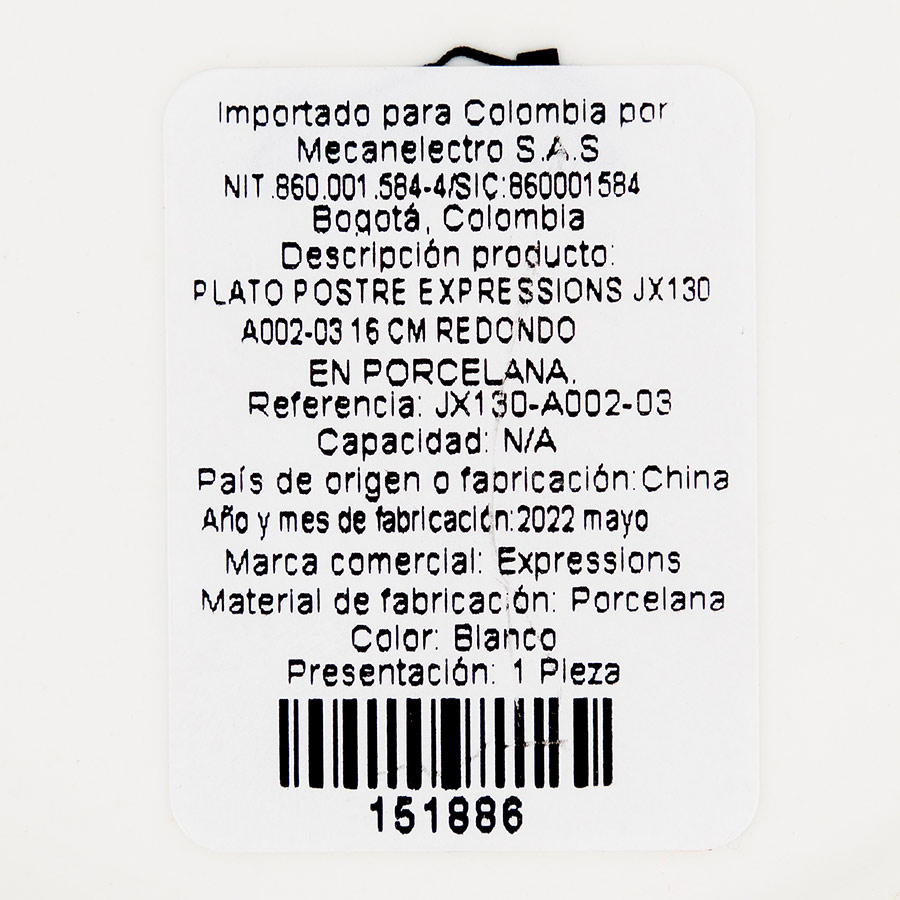 Importado para Colombia por
Mecanelectro S.A.S
NIT.860.001.584-4/SIC:860001584
Bogotá, Colombia
Descripción producto:
PLATO POSTRE EXPRESSIONS JX130
A002-03 16 CM REDONDO
EN PORCELANA.
Referencia: JX130-A002-03
Capacidad: N/A
País de origen o fabricación:China
Año y mes de fabricación:2022 mayo
Marca comercial: Expressions
Material de fabricación: Porcelana
Color: Blanco
Presentación: 1 Pieza
151886